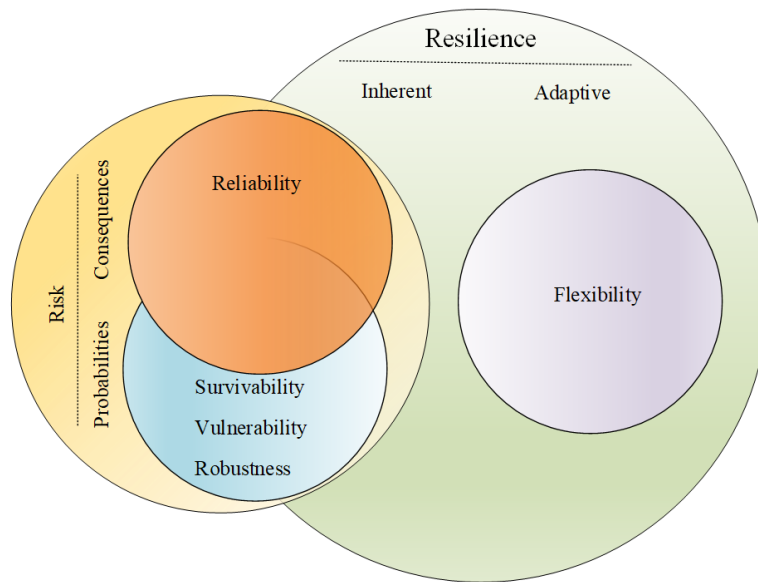 Resilience
Inherent
Adaptive
Risk
Consequences
Probabilities
Reliability
Flexibility
Survivability
Vulnerability
Robustness